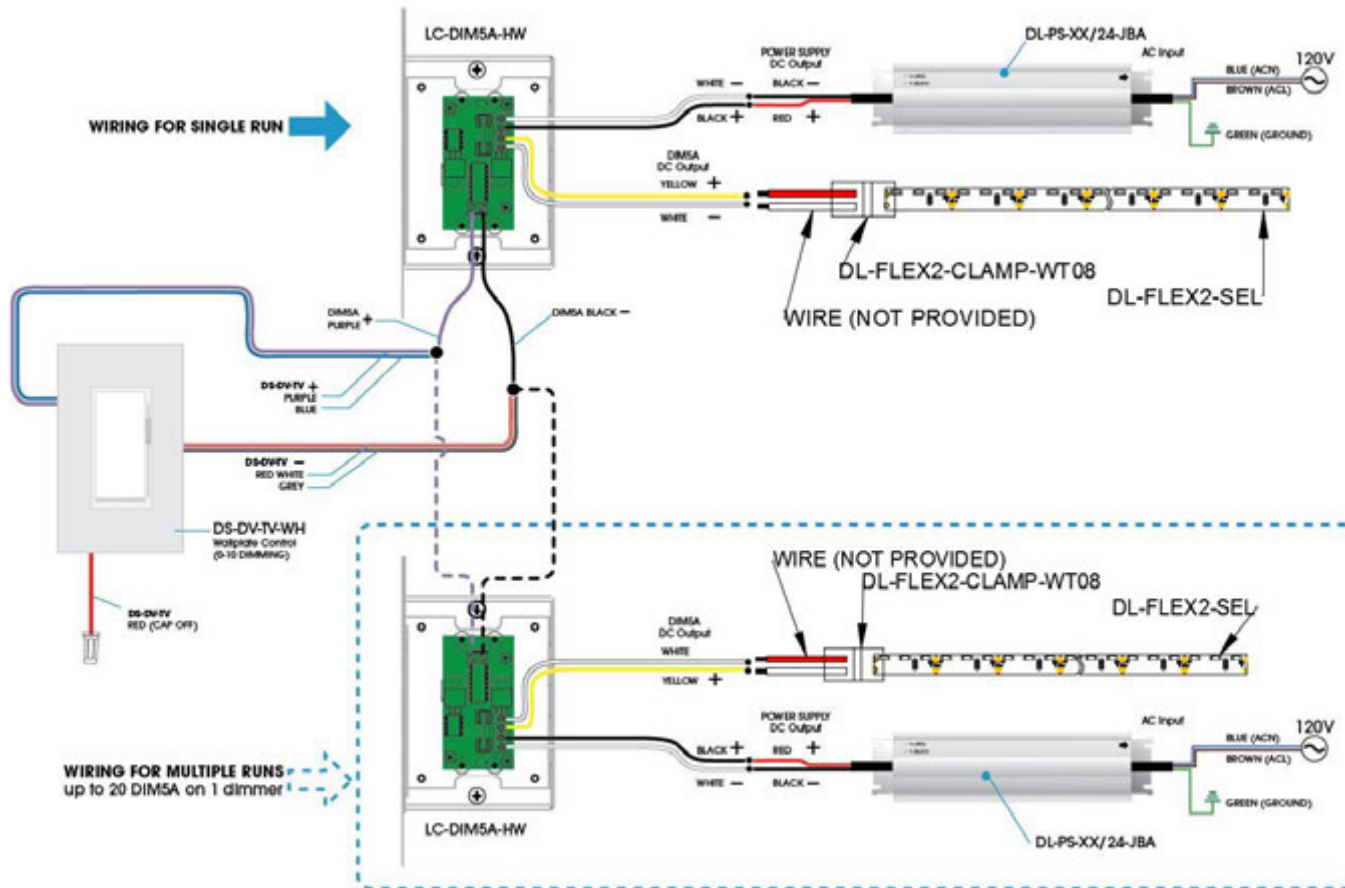 LC-DIM5A-HW
DL-PS-XX/24-JBA
POWER SUPPLY
DC Output
AC Input
120V
WHITE −
BLACK −
BLUE (ACN)
BROWN (ACL)
WIRING FOR SINGLE RUN
BLACK +
RED +
GREEN (GROUND)
DIM5A
DC Output
YELLOW +
WHITE −
DL-FLEX2-CLAMP-WT08
DL-FLEX2-SEL
WIRE (NOT PROVIDED)
DIM5A +
PURPLE
DIM5A BLACK −
DS-DV-TV +
PURPLE
BLUE
DS-DV-TV −
RED WHITE
GREY
DS-DV-TV-WH
Wallplate Control
(0-10 DIMMING)
DS-DV-TV
RED (CAP OFF)
WIRE (NOT PROVIDED)
DL-FLEX2-CLAMP-WT08
DL-FLEX2-SEL
DIM5A
DC Output
WHITE
YELLOW +
POWER SUPPLY
DC Output
AC Input
120V
BLUE (ACN)
BROWN (ACL)
BLACK +
RED +
WHITE −
BLACK −
GREEN (GROUND)
WIRING FOR MULTIPLE RUNS
up to 20 DIM5A on 1 dimmer
LC-DIM5A-HW
DL-PS-XX/24-JBA